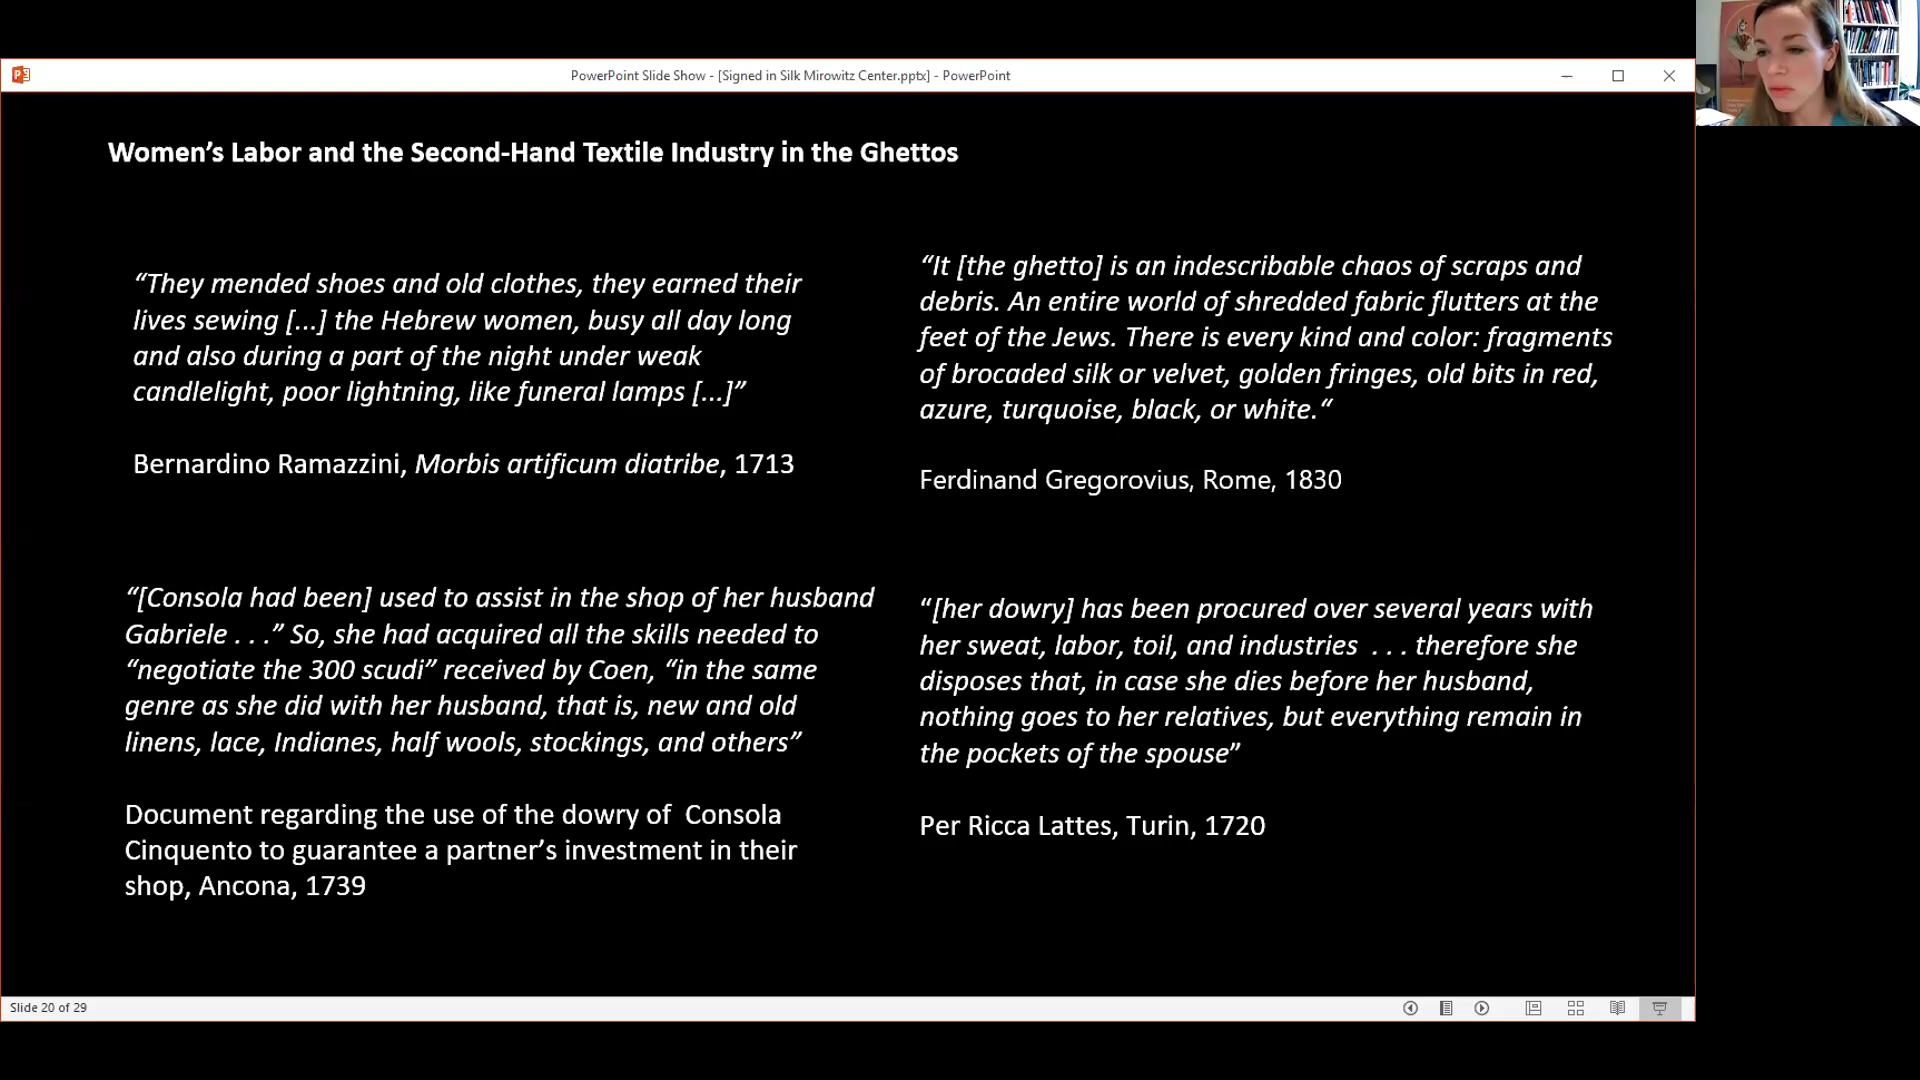 PowerPoint Slide Show - [Signed in Silk Mirowitz Center.pptx] - PowerPoint
Women's Labor and the Second-Hand Textile Industry in the Ghettos
“They mended shoes and old clothes, they earned their
lives sewing [...] the Hebrew women, busy all day long
and also during a part of the night under weak
candlelight, poor lightning, like funeral lamps [...]”
Bernardino Ramazzini, Morbis artificum diatribe, 1713
“It [the ghetto] is an indescribable chaos of scraps and
debris. An entire world of shredded fabric flutters at the
feet of the Jews. There is every kind and color: fragments
of brocaded silk or velvet, golden fringes, old bits in red,
azure, turquoise, black, or white.“
Ferdinand Gregorovius, Rome, 1830
“[Consola had been] used to assist in the shop of her husband
Gabriele . . .” So, she had acquired all the skills needed to
“negotiate the 300 scudi” received by Coen, “in the same
genre as she did with her husband, that is, new and old
linens, lace, Indianes, half wools, stockings, and others”
Document regarding the use of the dowry of  Consola
Cinquento to guarantee a partner’s investment in their
shop, Ancona, 1739
“[her dowry] has been procured over several years with
her sweat, labor, toil, and industries  . . . therefore she
disposes that, in case she dies before her husband,
nothing goes to her relatives, but everything remain in
the pockets of the spouse”
Per Ricca Lattes, Turin, 1720
Slide 20 of 29